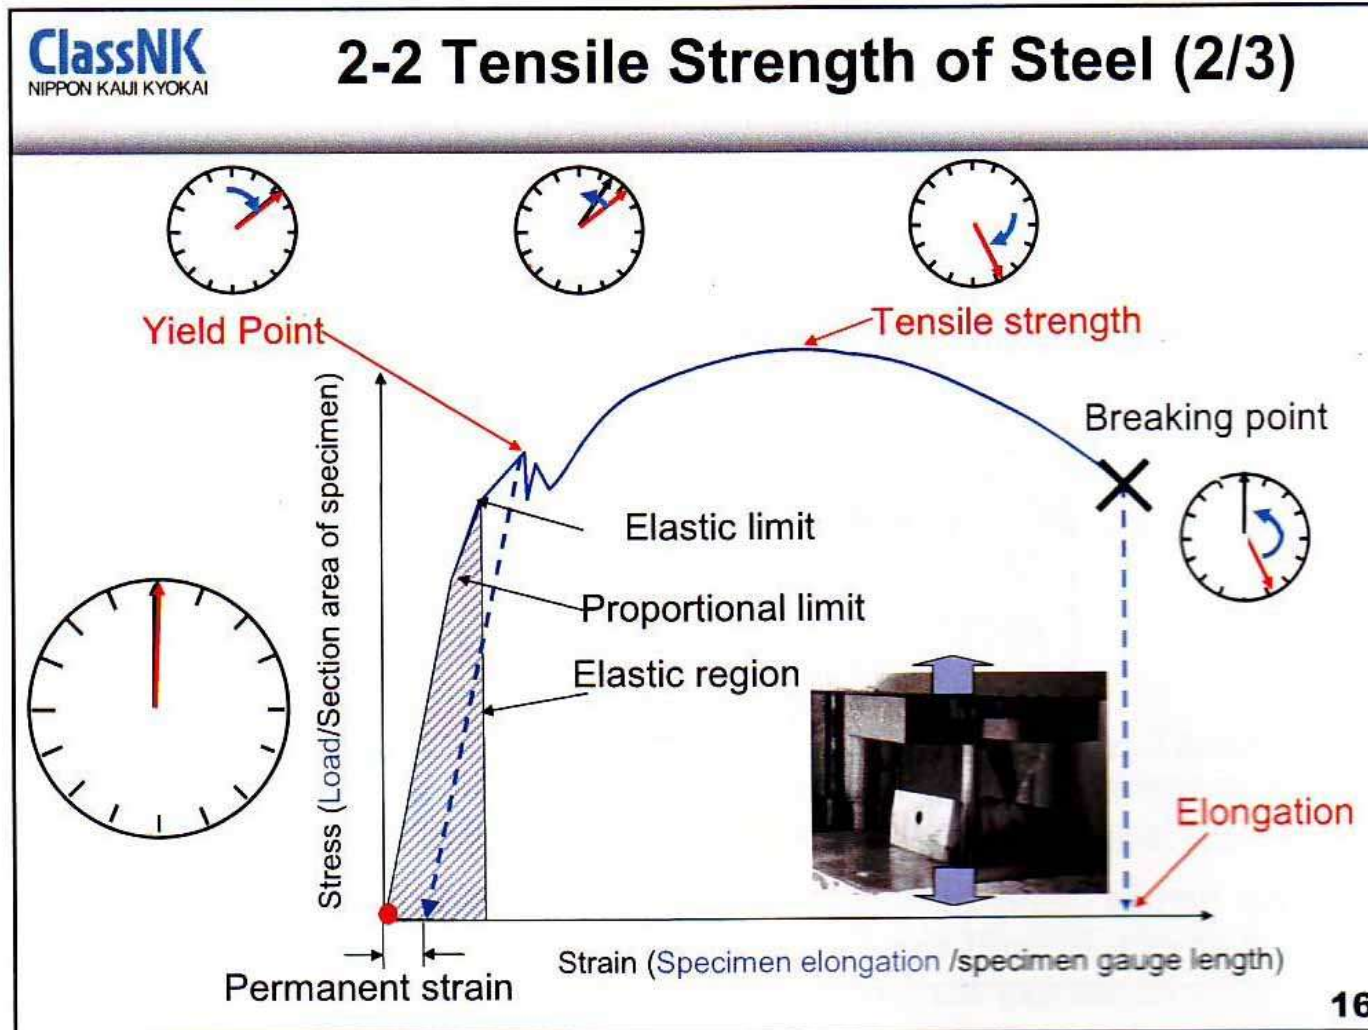 ClassNK
NIPPON KAIJI KYOKAI
2-2 Tensile Strength of Steel (2/3)
Yield Point
Tensile strength
Breaking point
Elastic limit
Proportional limit
Elastic region
Elongation
Stress (Load/Section area of specimen)
Strain (Specimen elongation /specimen gauge length)
Permanent strain
16